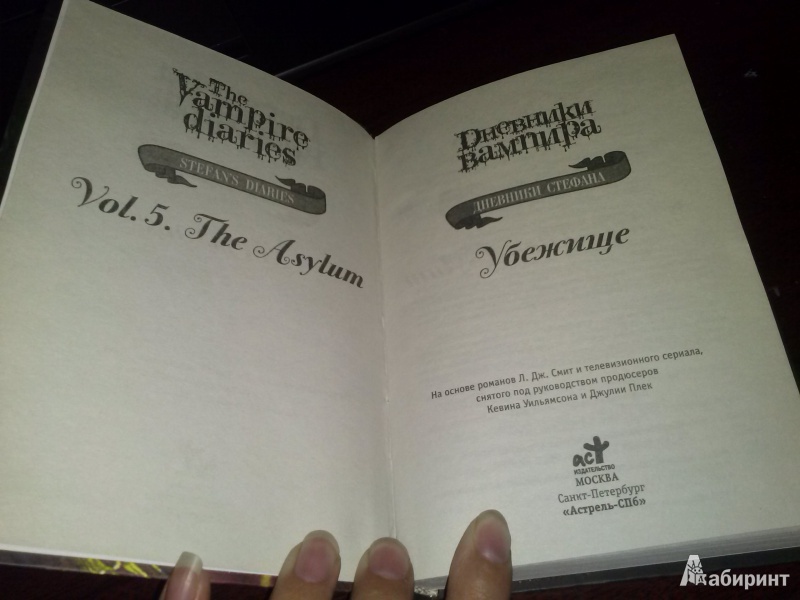 The
Vampire
diaries
STEFAN'S DIARIES
Vol. 5. The Asylum
Дневники
вампира
ДНЕВНИКИ СТЕФАНА
Убежище
На основе романов Л. Дж. Смит и телевизионного сериала,
снятого под руководством продюсеров
Кевина Уильямсона и Джулии Плек
аст
ИЗДАТЕЛЬСТВО
МОСКВА
Санкт-Петербург
«Астрель-СПб»
Лабиринт